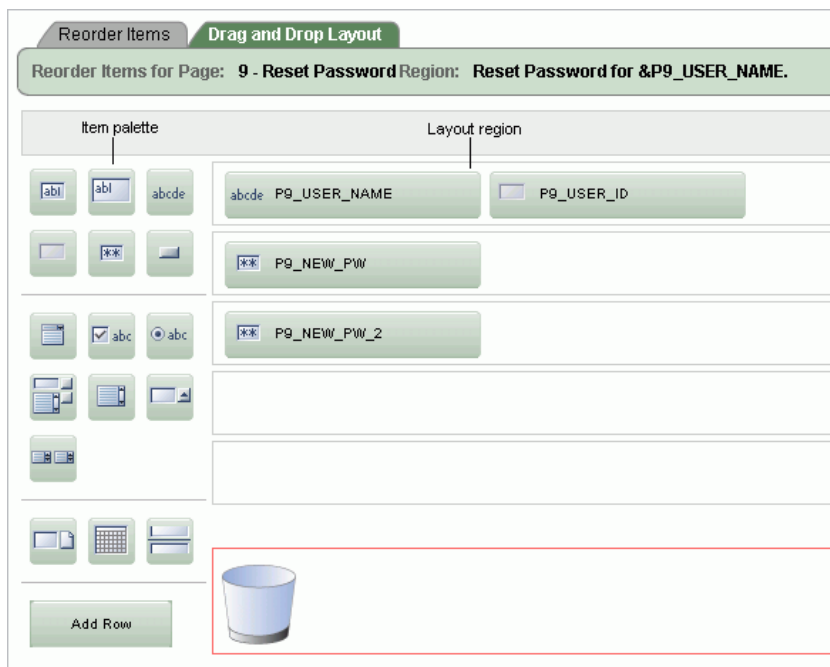 Reorder Items Drag and Drop Layout
Reorder Items for Page: 9 - Reset Password Region: Reset Password for &P9_USER_NAME.
Item palette Layout region
abl abl abcde abcde P9_USER_NAME P9_USER_ID
** ** P9_NEW_PW
abc abc ** P9_NEW_PW_2
Add Row